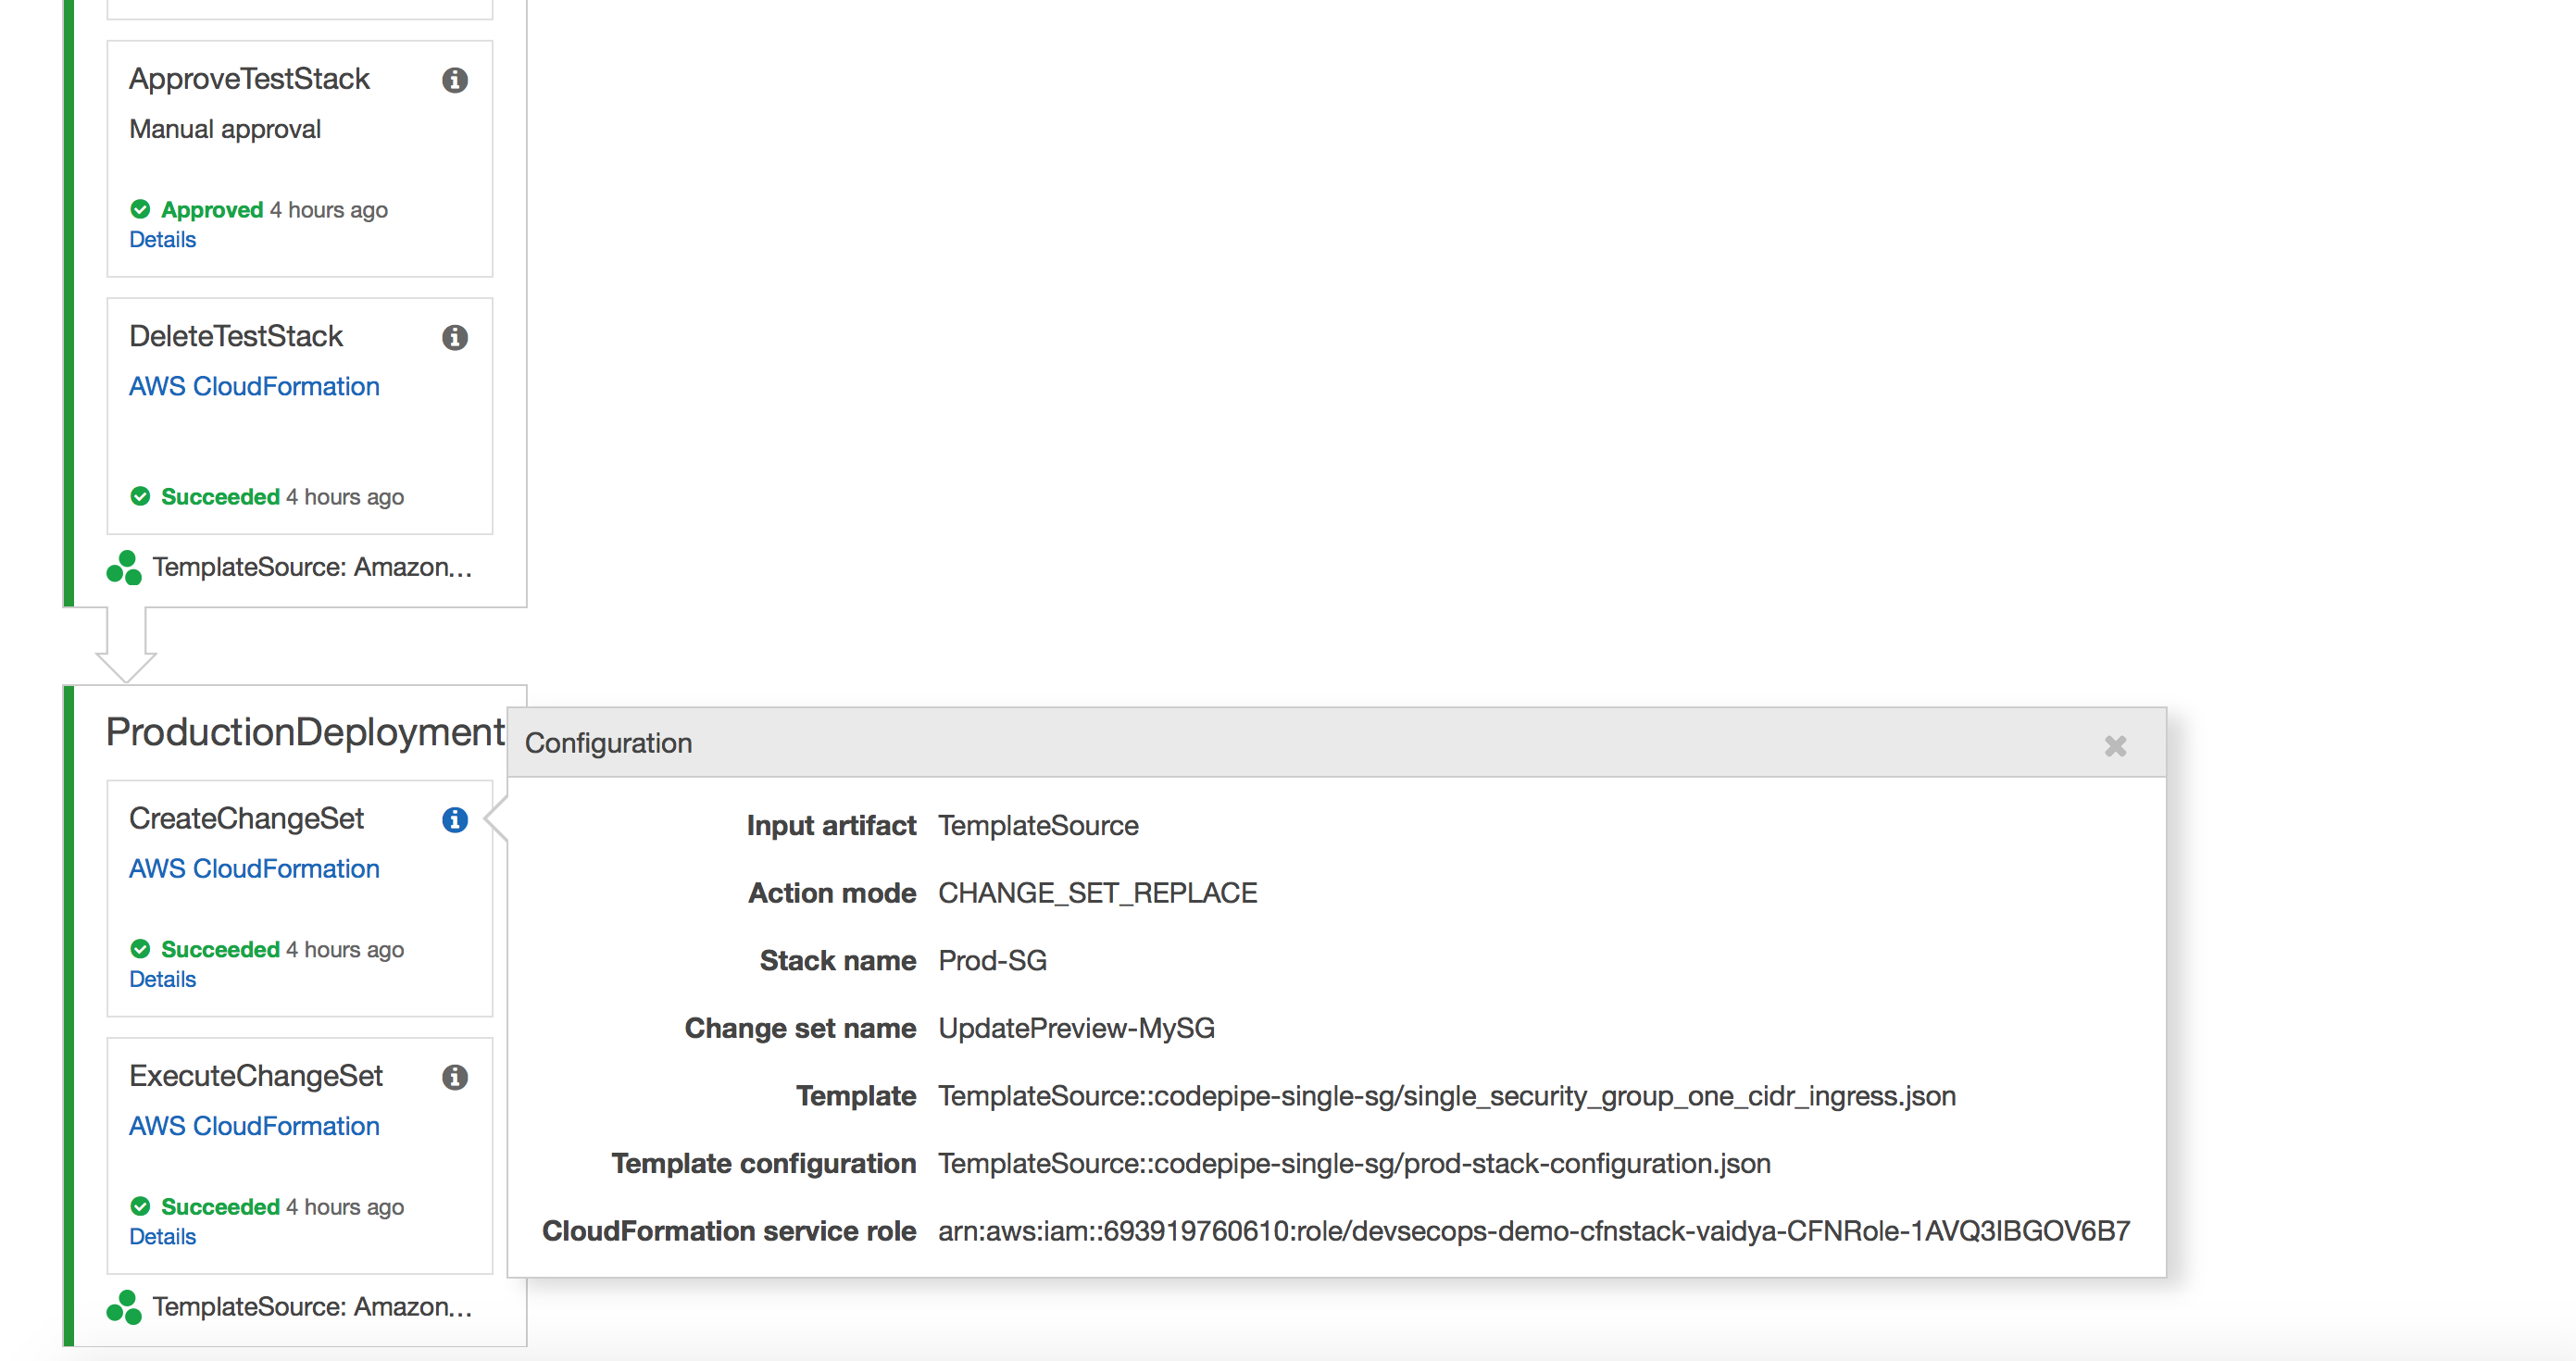 ApproveTestStack
Manual approval
Approved 4 hours ago
Details
DeleteTestStack
AWS CloudFormation
Succeeded 4 hours ago
TemplateSource: Amazon...
ProductionDeployment
CreateChangeSet
AWS CloudFormation
Succeeded 4 hours ago
Details
ExecuteChangeSet
AWS CloudFormation
Succeeded 4 hours ago
Details
TemplateSource: Amazon...
Configuration
Input artifact TemplateSource
Action mode CHANGE_SET_REPLACE
Stack name Prod-SG
Change set name UpdatePreview-MySG
Template TemplateSource::codepipe-single-sg/single_security_group_one_cidr_ingress.json
Template configuration TemplateSource::codepipe-single-sg/prod-stack-configuration.json
CloudFormation service role arn:aws:iam::693919760610:role/devsecops-demo-cfnstack-vaidya-CFNRole-1AVQ3IBGOV6B7